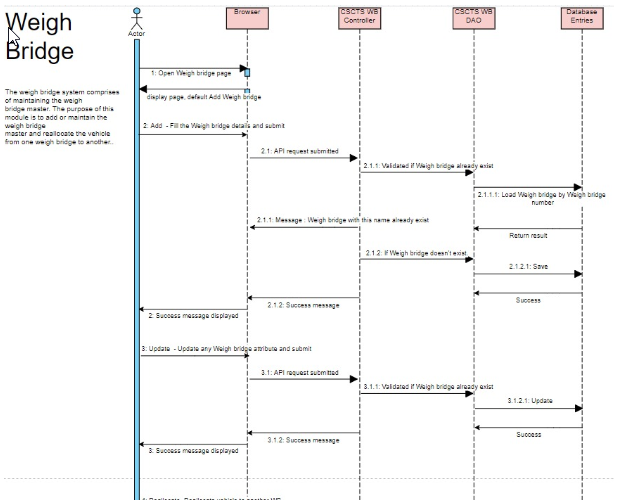 Weigh
Bridge
The weigh bridge system comprises
of maintaining the weigh
bridge master. The purpose of this
module is to add or maintain the
weigh bridge
master and reallocate the vehicle
from one weigh bridge to another..
Actor
Browser
CSCTS WB
Controller
CSCTS WB
DAO
Database
Entries
1: Open Weigh bridge page
display page, default Add Weigh bridge
2: Add - Fill the Weigh bridge details and submit
2.1: API request submitted
2.1.1: Validated if Weigh bridge already exist
2.1.1.1: Load Weigh bridge by Weigh bridge
number
2.1.1: Message : Weigh bridge with this name already exist
Return result
2.1.2: If Weigh bridge doesn't exist
2.1.2.1: Save
Success
2.1.2: Success message
2: Success message displayed
3: Update - Update any Weigh bridge attribute and submit
3.1: API request submitted
3.1.1: Validated if Weigh bridge already exist
3.1.2.1: Update
Success
3.1.2: Success message
3: Success message displayed